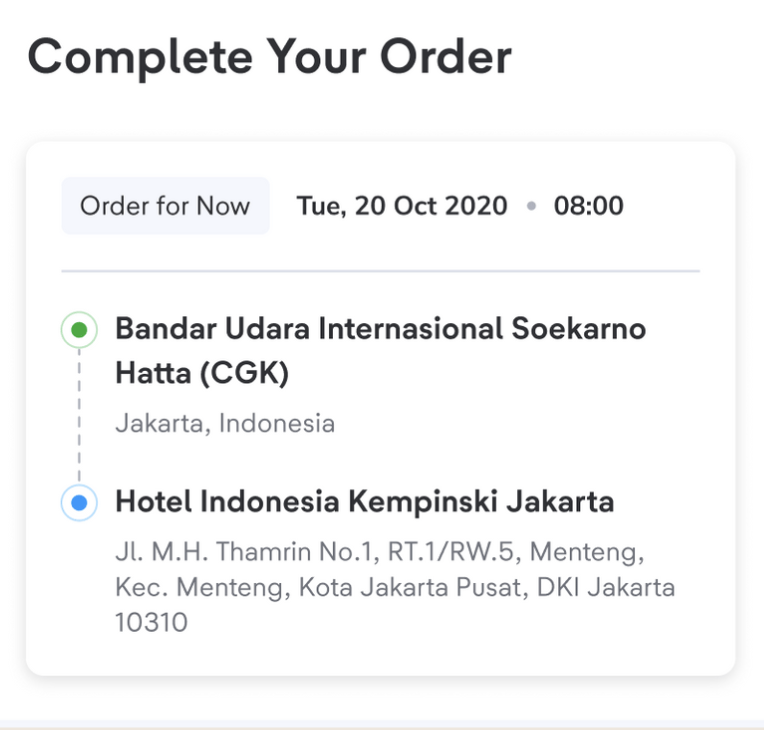 Complete Your Order
Order for Now Tue, 20 Oct 2020 • 08:00
Bandar Udara Internasional Soekarno
Hatta (CGK)
Jakarta, Indonesia
Hotel Indonesia Kempinski Jakarta
Jl. M.H. Thamrin No.1, RT.1/RW.5, Menteng,
Kec. Menteng, Kota Jakarta Pusat, DKI Jakarta
10310